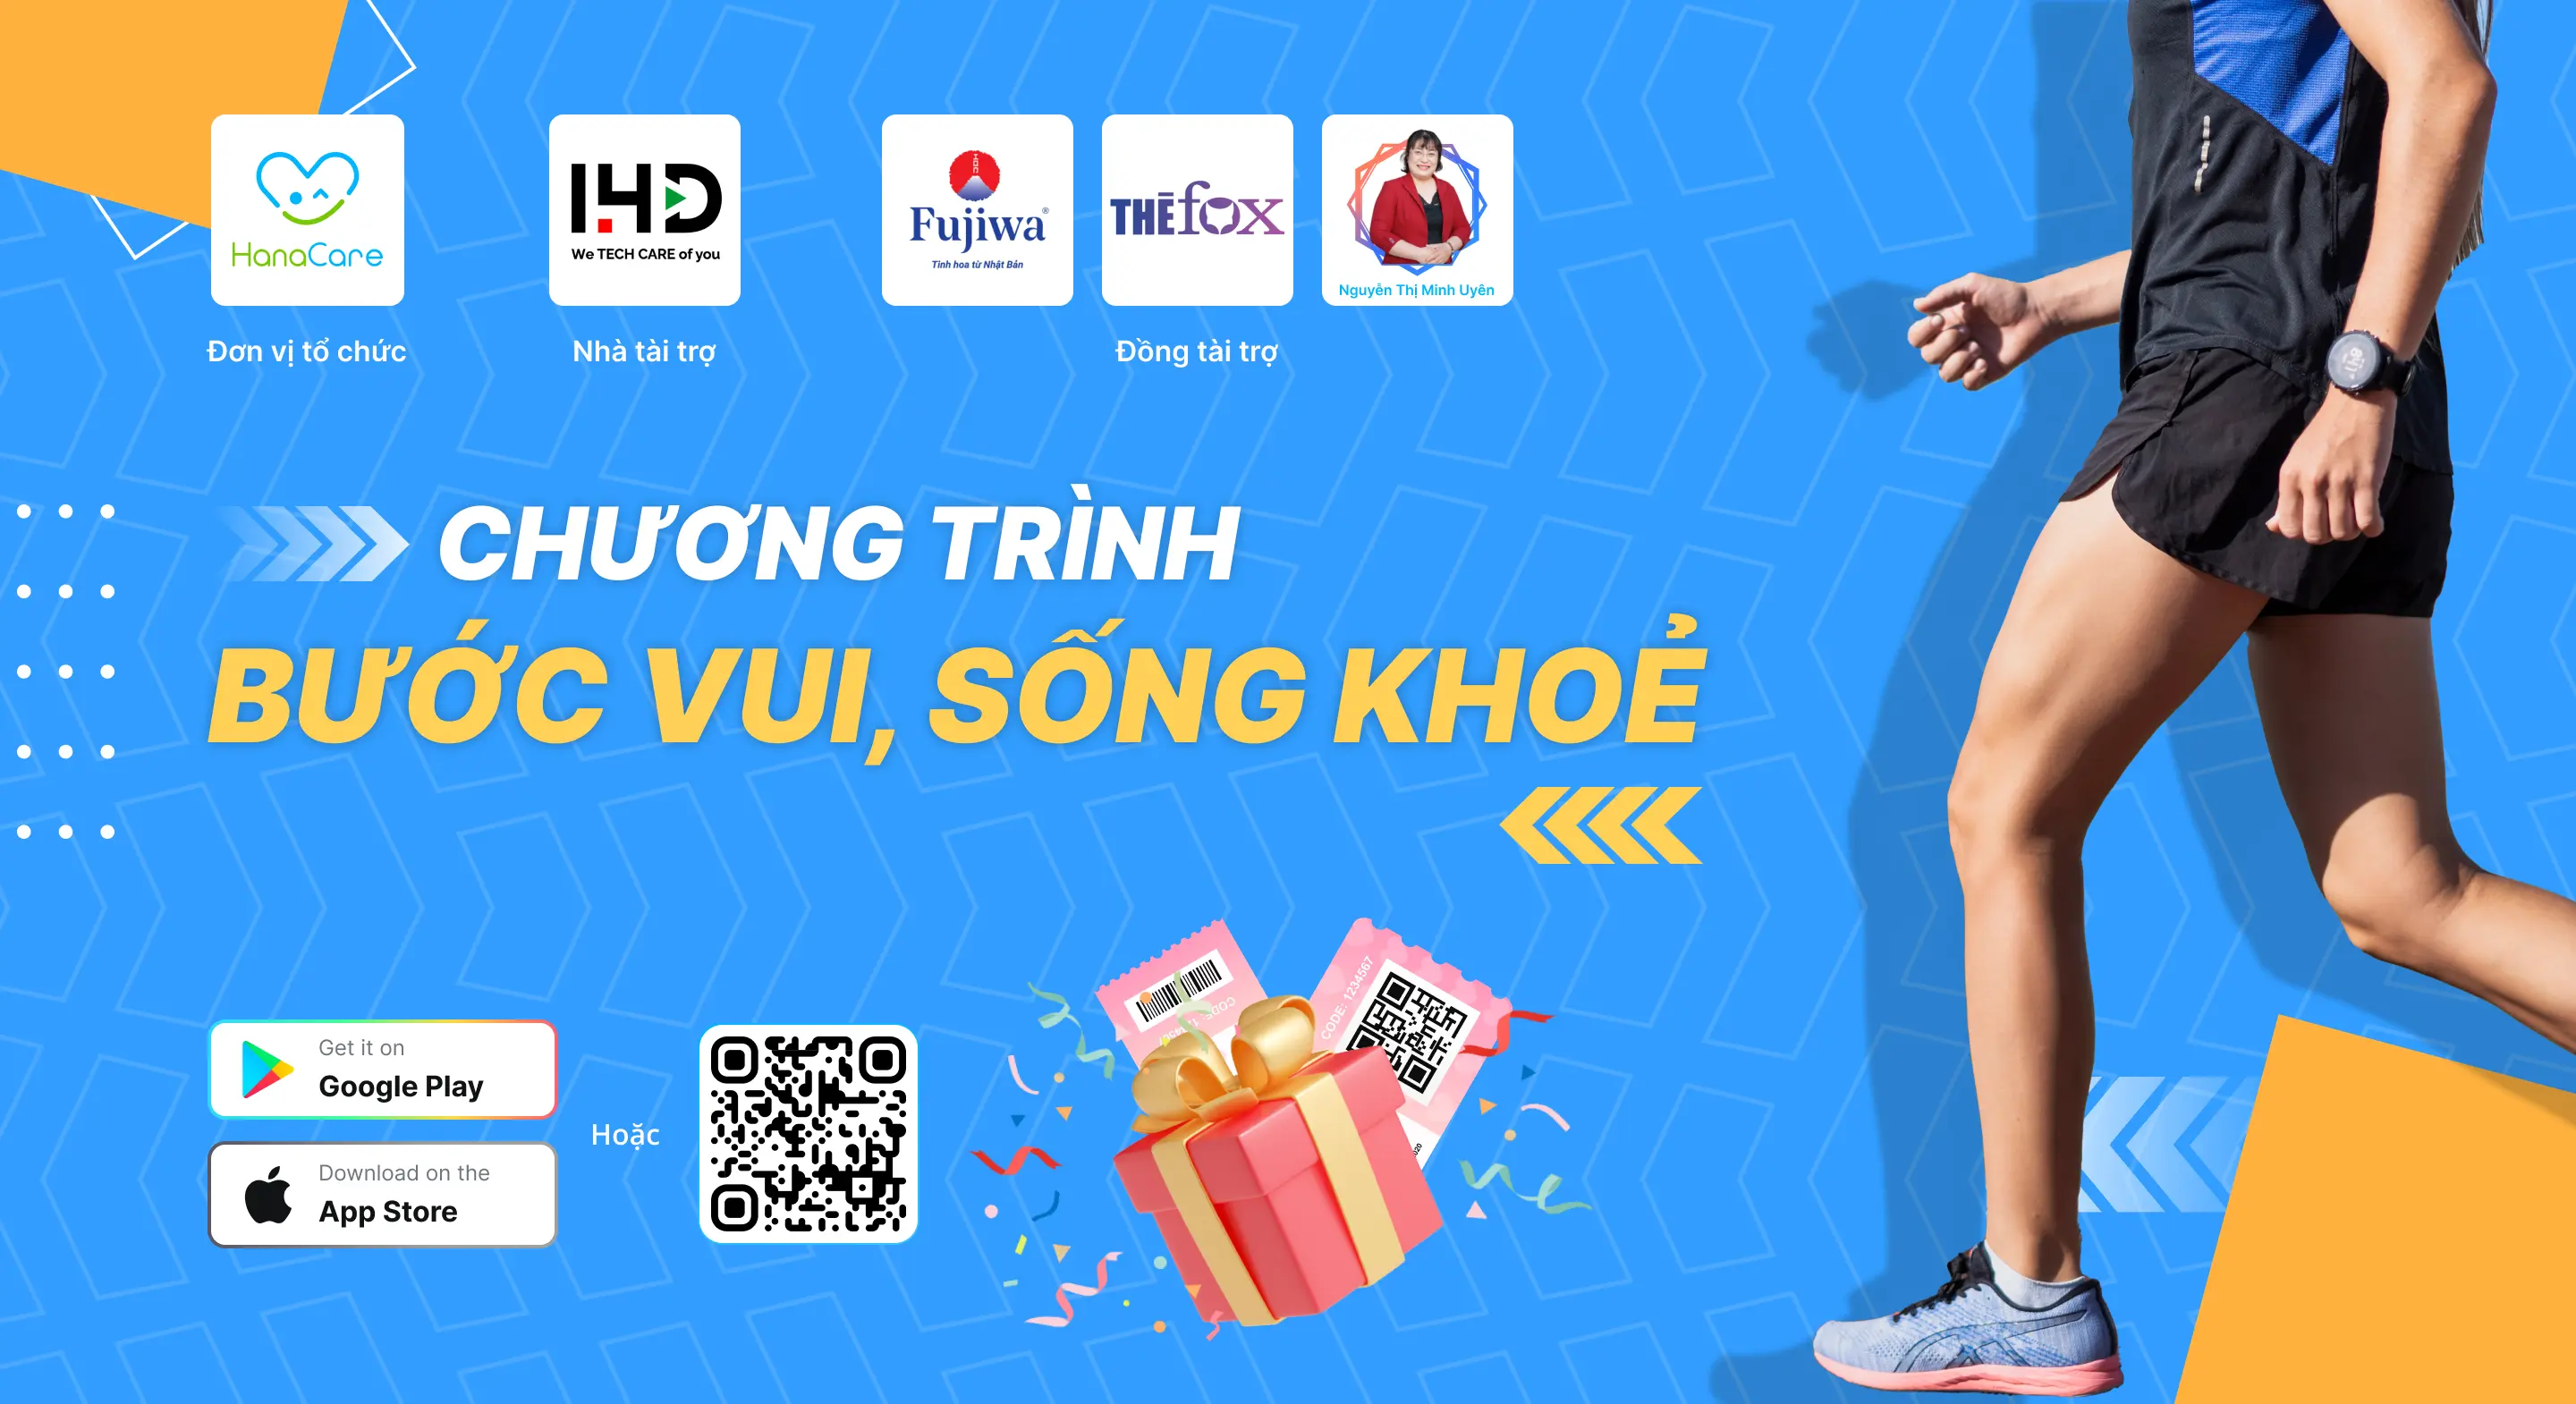 HanaCare
Đơn vị tổ chức
IHD
We TECH CARE of you
Nhà tài trợ
Fujiwa®
Tinh hoa từ Nhật Bản
THĒfox
Nguyễn Thị Minh Uyên
Đồng tài trợ
CHƯƠNG TRÌNH
BƯỚC VUI, SỐNG KHOẺ
Get it on
Google Play
Download on the
App Store
Hoặc
CODE: 1234567